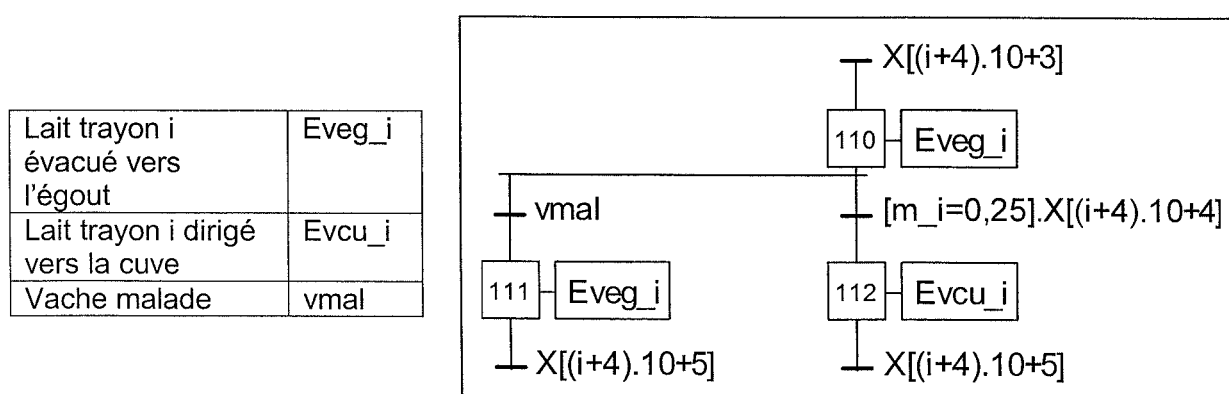 Lait trayon i
évacué vers
l'égout
Eveg_i
Lait trayon i dirigé
vers la cuve
Evcu_i
Vache malade
vmal
X[(i+4).10+3]
110
Eveg_i
vmal
[m_i=0,25].X[(i+4).10+4]
111
Eveg_i
112
Evcu_i
X[(i+4).10+5]
X[(i+4).10+5]